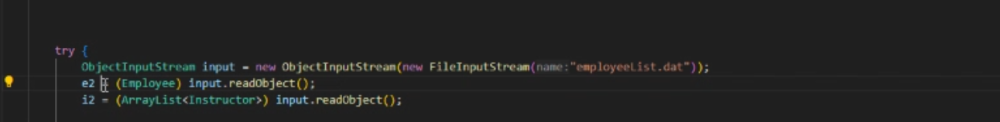 try {
ObjectInputStream input = new ObjectInputStream(new FileInputStream(name:"employeeList.dat"));
e2 = (Employee) input.readObject();
i2 = (ArrayList<Instructor>) input.readObject();